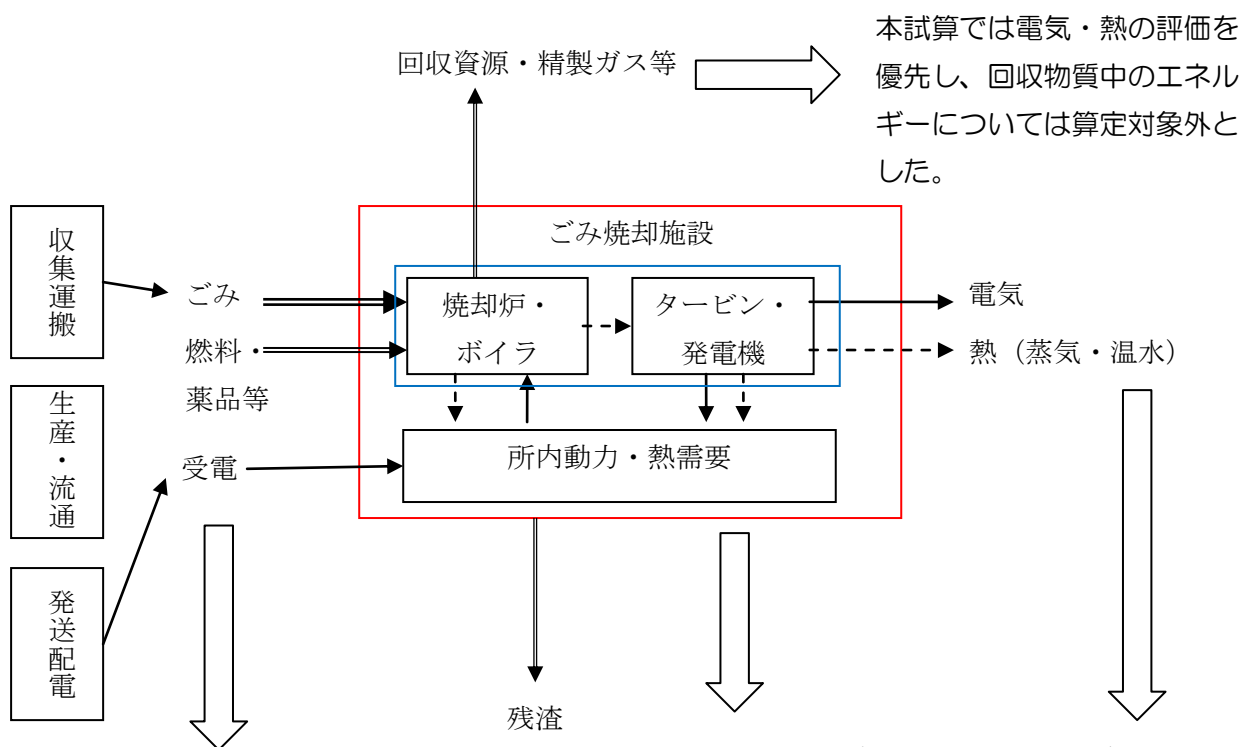 本試算では電気・熱の評価を
優先し、回収物質中のエネル
ギーについては算定対象外と
した。
回収資源・精製ガス等
ごみ焼却施設
収集運搬
ごみ
燃料・
薬品等
焼却炉・
ボイラ
タービン・
発電機
電気
熱（蒸気・温水）
生産・流通
受電
所内動力・熱需要
発送配電
残渣